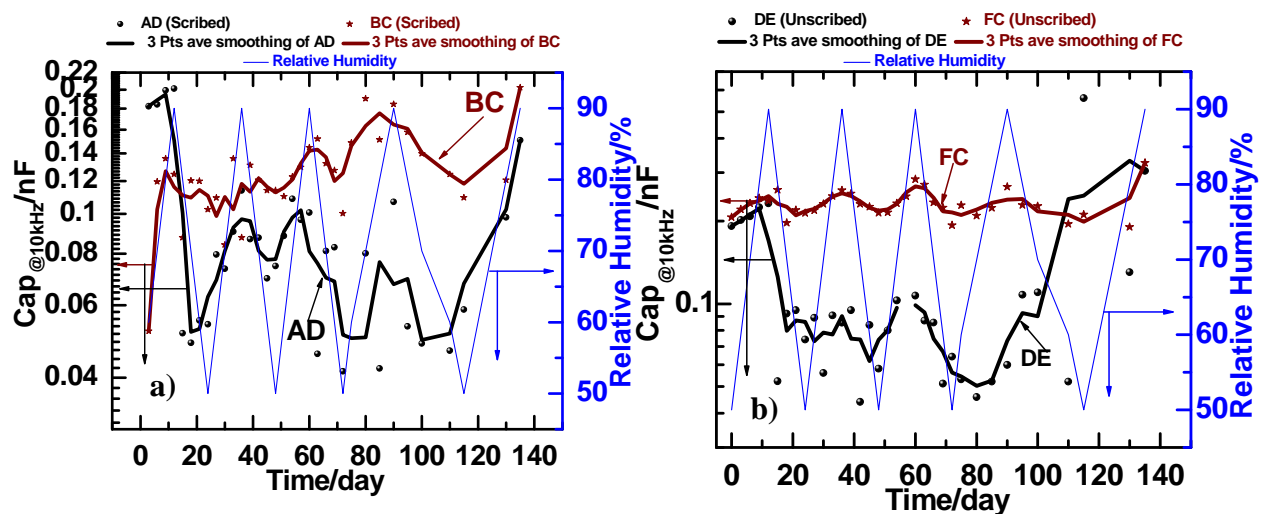 AD (Scribed) BC (Scribed)
3 Pts ave smoothing of AD 3 Pts ave smoothing of BC
Relative Humidity
0.22
0.2
0.18
0.16
0.14
0.12
0.1
0.08
0.06
0.04
Cap@10kHz/nF
BC
AD
a)
90
80
70
60
50
Relative Humidity/%
0 20 40 60 80 100 120 140
Time/day
DE (Unscribed) FC (Unscribed)
3 Pts ave smoothing of DE 3 Pts ave smoothing of FC
Relative Humidity
0.1
Cap@10kHz/nF
FC
DE
b)
90
80
70
60
50
Relative Humidity/%
0 20 40 60 80 100 120 140
Time/day